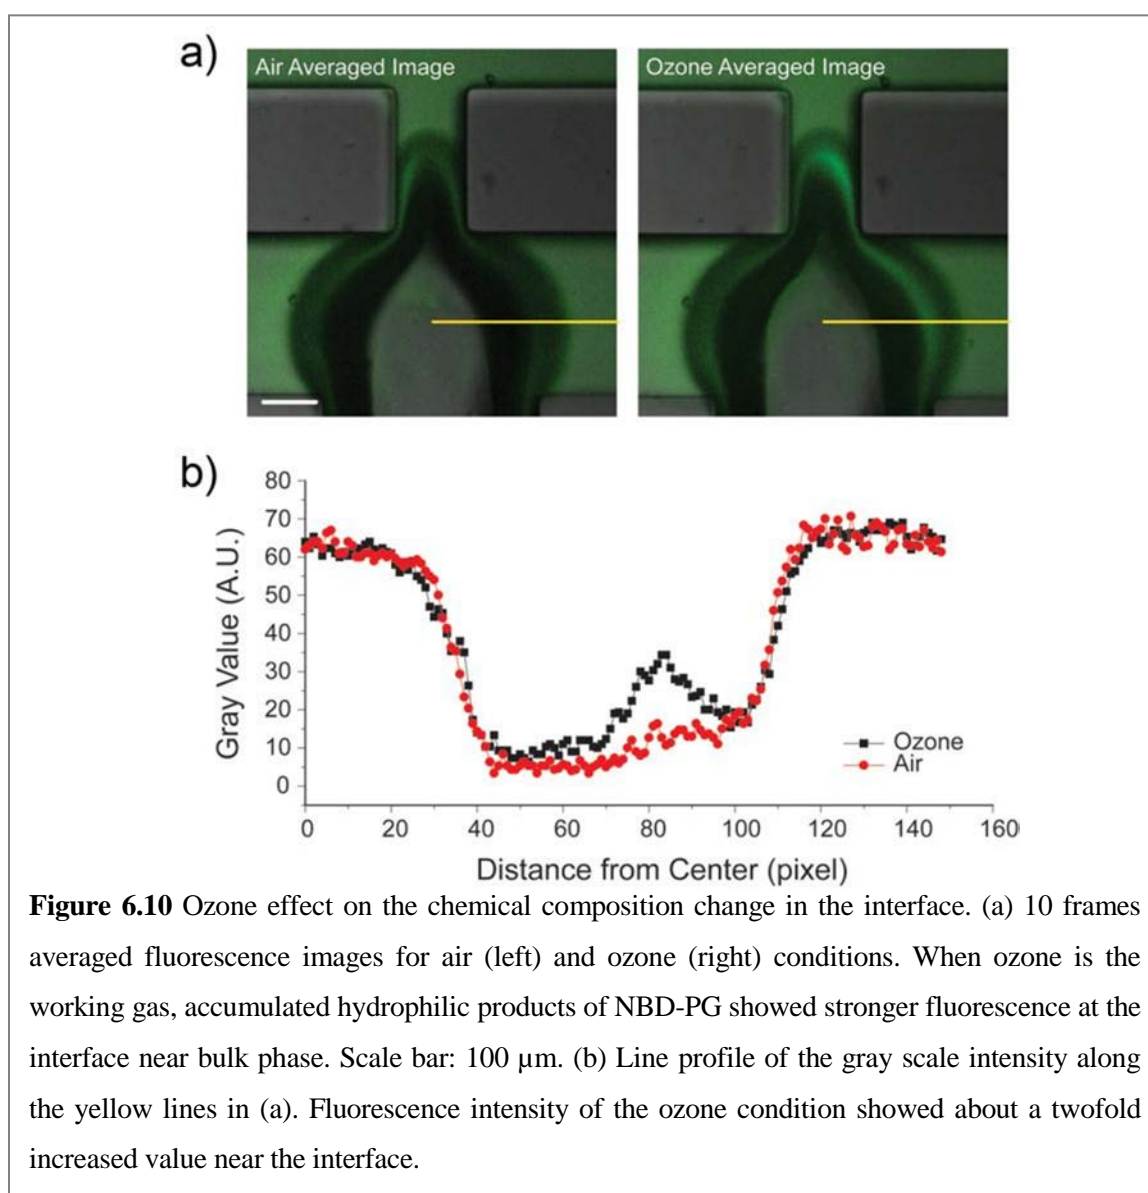 a)
Air Averaged Image
Ozone Averaged Image
b)
80
70
60
50
40
30
20
10
0
Gray Value (A.U.)
Ozone
Air
0 20 40 60 80 100 120 140 160
Distance from Center (pixel)
Figure 6.10 Ozone effect on the chemical composition change in the interface. (a) 10 frames
averaged fluorescence images for air (left) and ozone (right) conditions. When ozone is the
working gas, accumulated hydrophilic products of NBD-PG showed stronger fluorescence at the
interface near bulk phase. Scale bar: 100 µm. (b) Line profile of the gray scale intensity along
the yellow lines in (a). Fluorescence intensity of the ozone condition showed about a twofold
increased value near the interface.